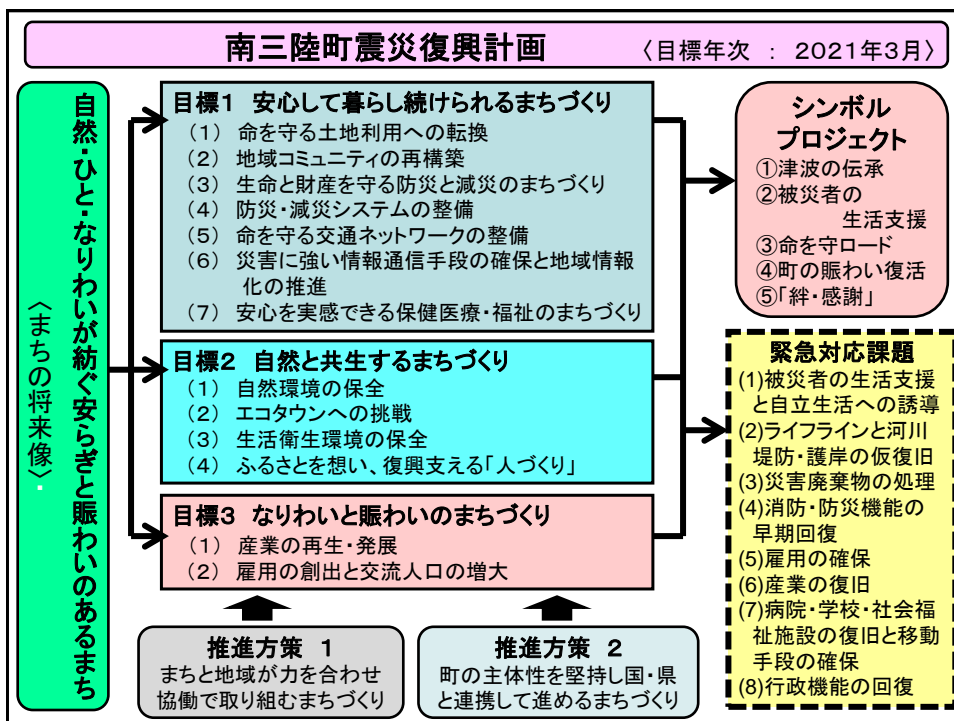 南三陸町震災復興計画 〈目標年次 : 2021年3月〉
自然・ひと・なりわいが紡ぐ安らぎと賑わいのあるまち
〈まちの将来像〉
目標1 安心して暮らし続けられるまちづくり
(1) 命を守る土地利用への転換
(2) 地域コミュニティの再構築
(3) 生命と財産を守る防災と減災のまちづくり
(4) 防災・減災システムの整備
(5) 命を守る交通ネットワークの整備
(6) 災害に強い情報通信手段の確保と地域情報
化の推進
(7) 安心を実感できる保健医療・福祉のまちづくり
目標2 自然と共生するまちづくり
(1) 自然環境の保全
(2) エコタウンへの挑戦
(3) 生活衛生環境の保全
(4) ふるさとを想い、復興支える「人づくり」
目標3 なりわいと賑わいのまちづくり
(1) 産業の再生・発展
(2) 雇用の創出と交流人口の増大
推進方策 1
まちと地域が力を合わせ
協働で取り組むまちづくり
推進方策 2
町の主体性を堅持し国・県
と連携して進めるまちづくり
シンボル
プロジェクト
①津波の伝承
②被災者の
生活支援
③命を守ロード
④町の賑わい復活
⑤「絆・感謝」
緊急対応課題
(1)被災者の生活支援
と自立生活への誘導
(2)ライフラインと河川
堤防・護岸の仮復旧
(3)災害廃棄物の処理
(4)消防・防災機能の
早期回復
(5)雇用の確保
(6)産業の復旧
(7)病院・学校・社会福
祉施設の復旧と移動
手段の確保
(8)行政機能の回復